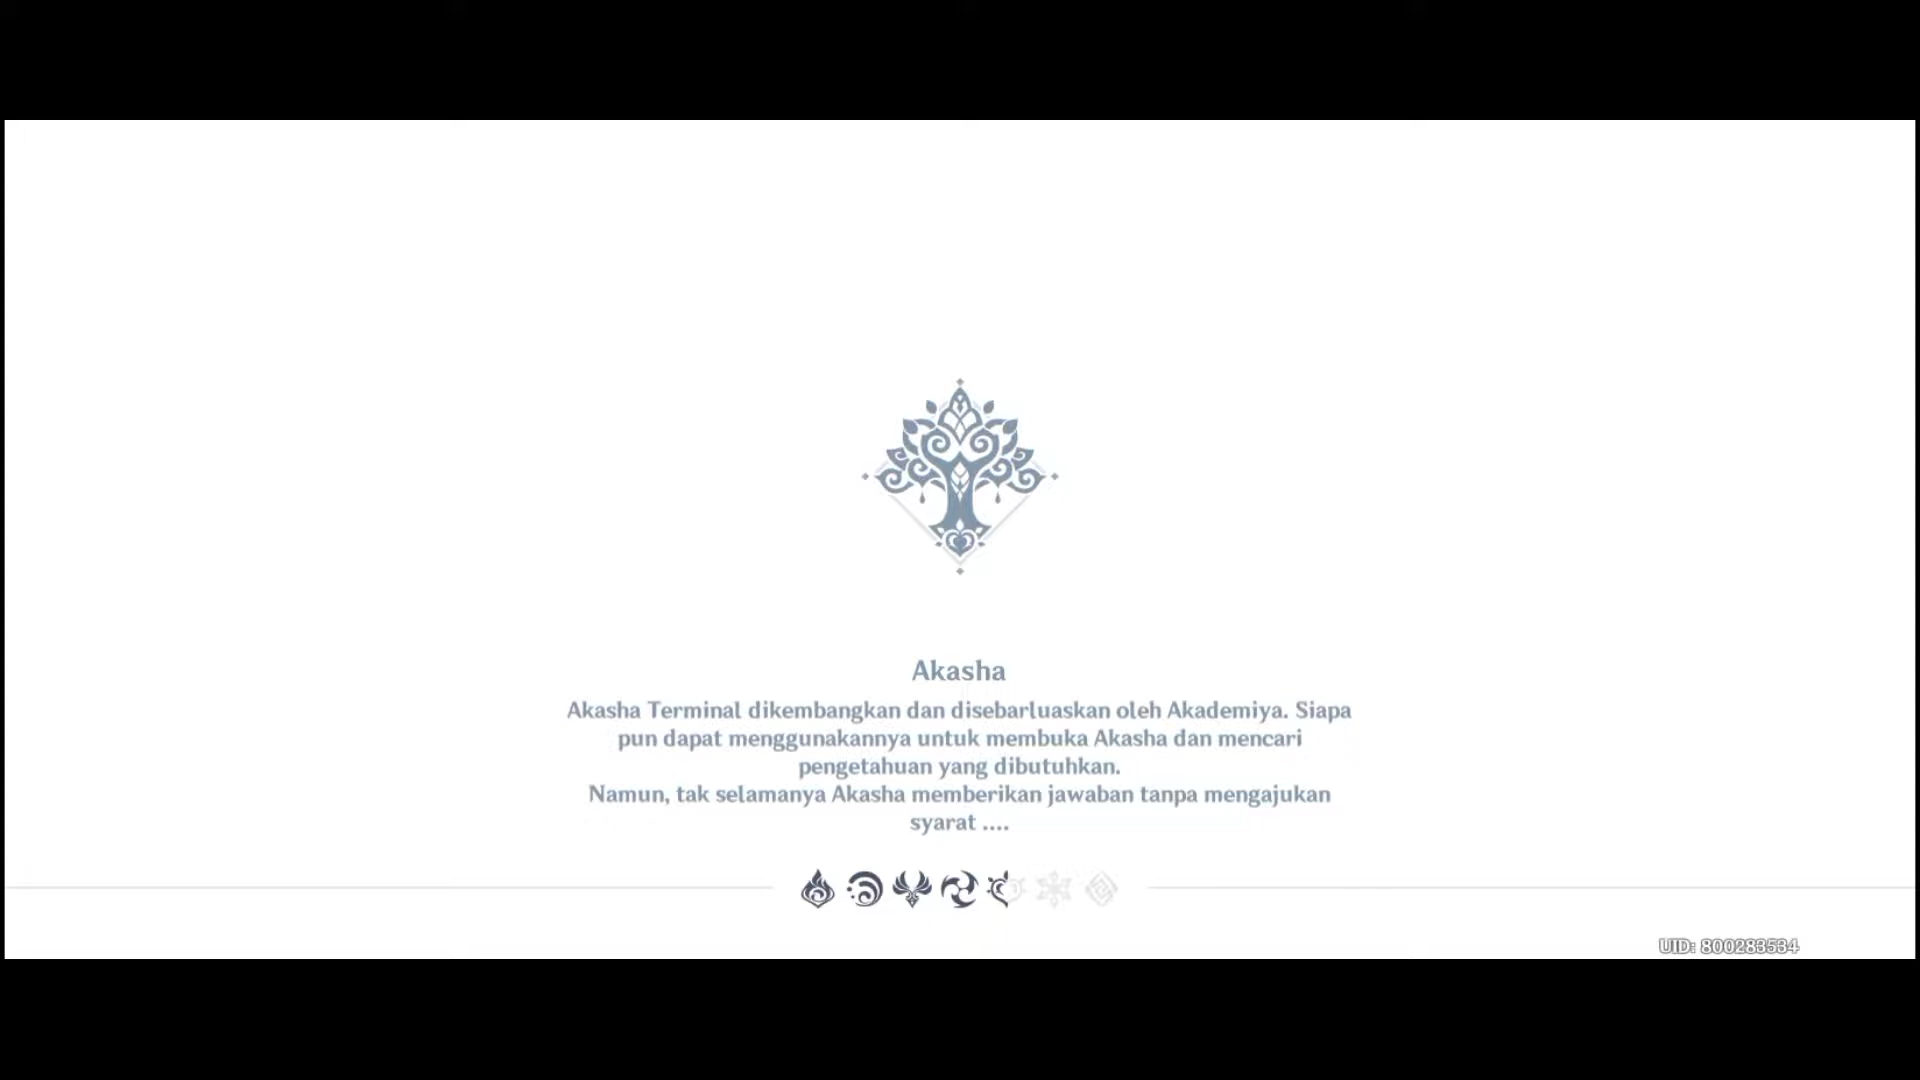 Akasha
Akasha Terminal dikembangkan dan disebarluaskan oleh Akademiya. Siapa
pun dapat menggunakannya untuk membuka Akasha dan mencari
pengetahuan yang dibutuhkan.
Namun, tak selamanya Akasha memberikan jawaban tanpa mengajukan
syarat ....
UID: 800283534